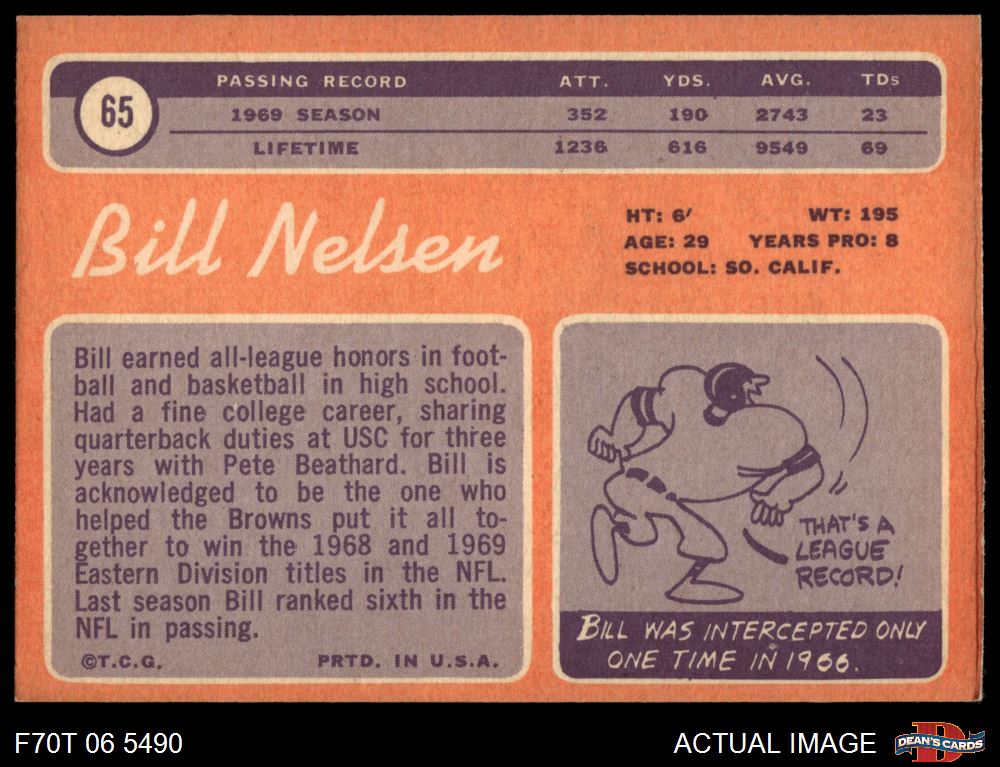 65
PASSING RECORD ATT. YDS. AVG. TDs
1969 SEASON 352 190 2743 23
LIFETIME 1236 616 9549 69
Bill Nelsen
HT: 6′ WT: 195
AGE: 29 YEARS PRO: 8
SCHOOL: SO. CALIF.
Bill earned all-league honors in foot-
ball and basketball in high school.
Had a fine college career, sharing
quarterback duties at USC for three
years with Pete Beathard. Bill is
acknowledged to be the one who
helped the Browns put it all to-
gether to win the 1968 and 1969
Eastern Division titles in the NFL.
Last season Bill ranked sixth in the
NFL in passing.
©T.C.G. PRTD. IN U.S.A.
THAT'S A
LEAGUE
RECORD!
BILL WAS INTERCEPTED ONLY
ONE TIME IN 1966.
F70T 06 5490 ACTUAL IMAGE
DEAN'S CARDS